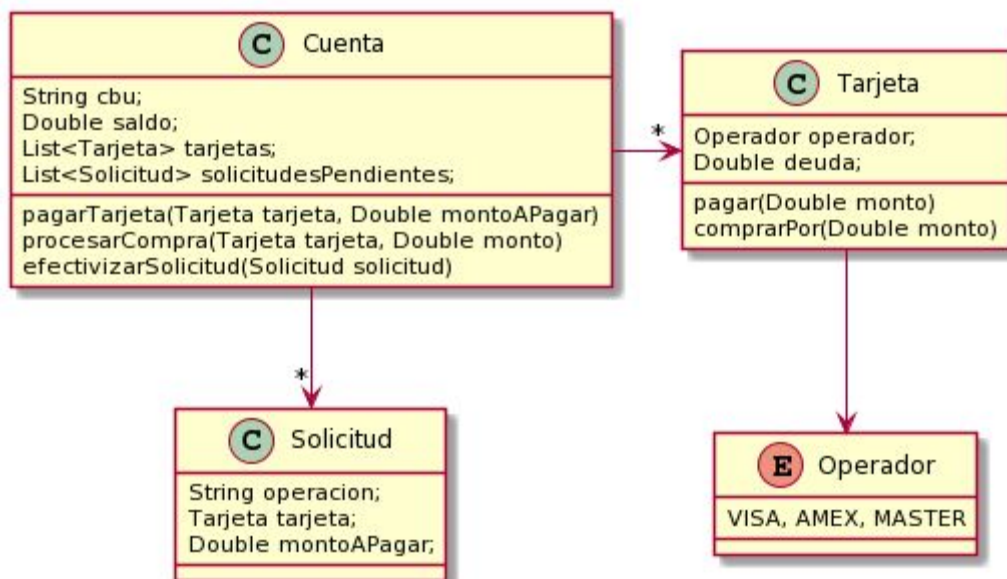 C Cuenta
String cbu;
Double saldo;
List<Tarjeta> tarjetas;
List<Solicitud> solicitudesPendientes;
pagarTarjeta(Tarjeta tarjeta, Double montoAPagar)
procesarCompra(Tarjeta tarjeta, Double monto)
efectivizarSolicitud(Solicitud solicitud)
*
C Tarjeta
Operador operador;
Double deuda;
pagar(Double monto)
comprarPor(Double monto)
*
C Solicitud
String operacion;
Tarjeta tarjeta;
Double montoAPagar;
E Operador
VISA, AMEX, MASTER